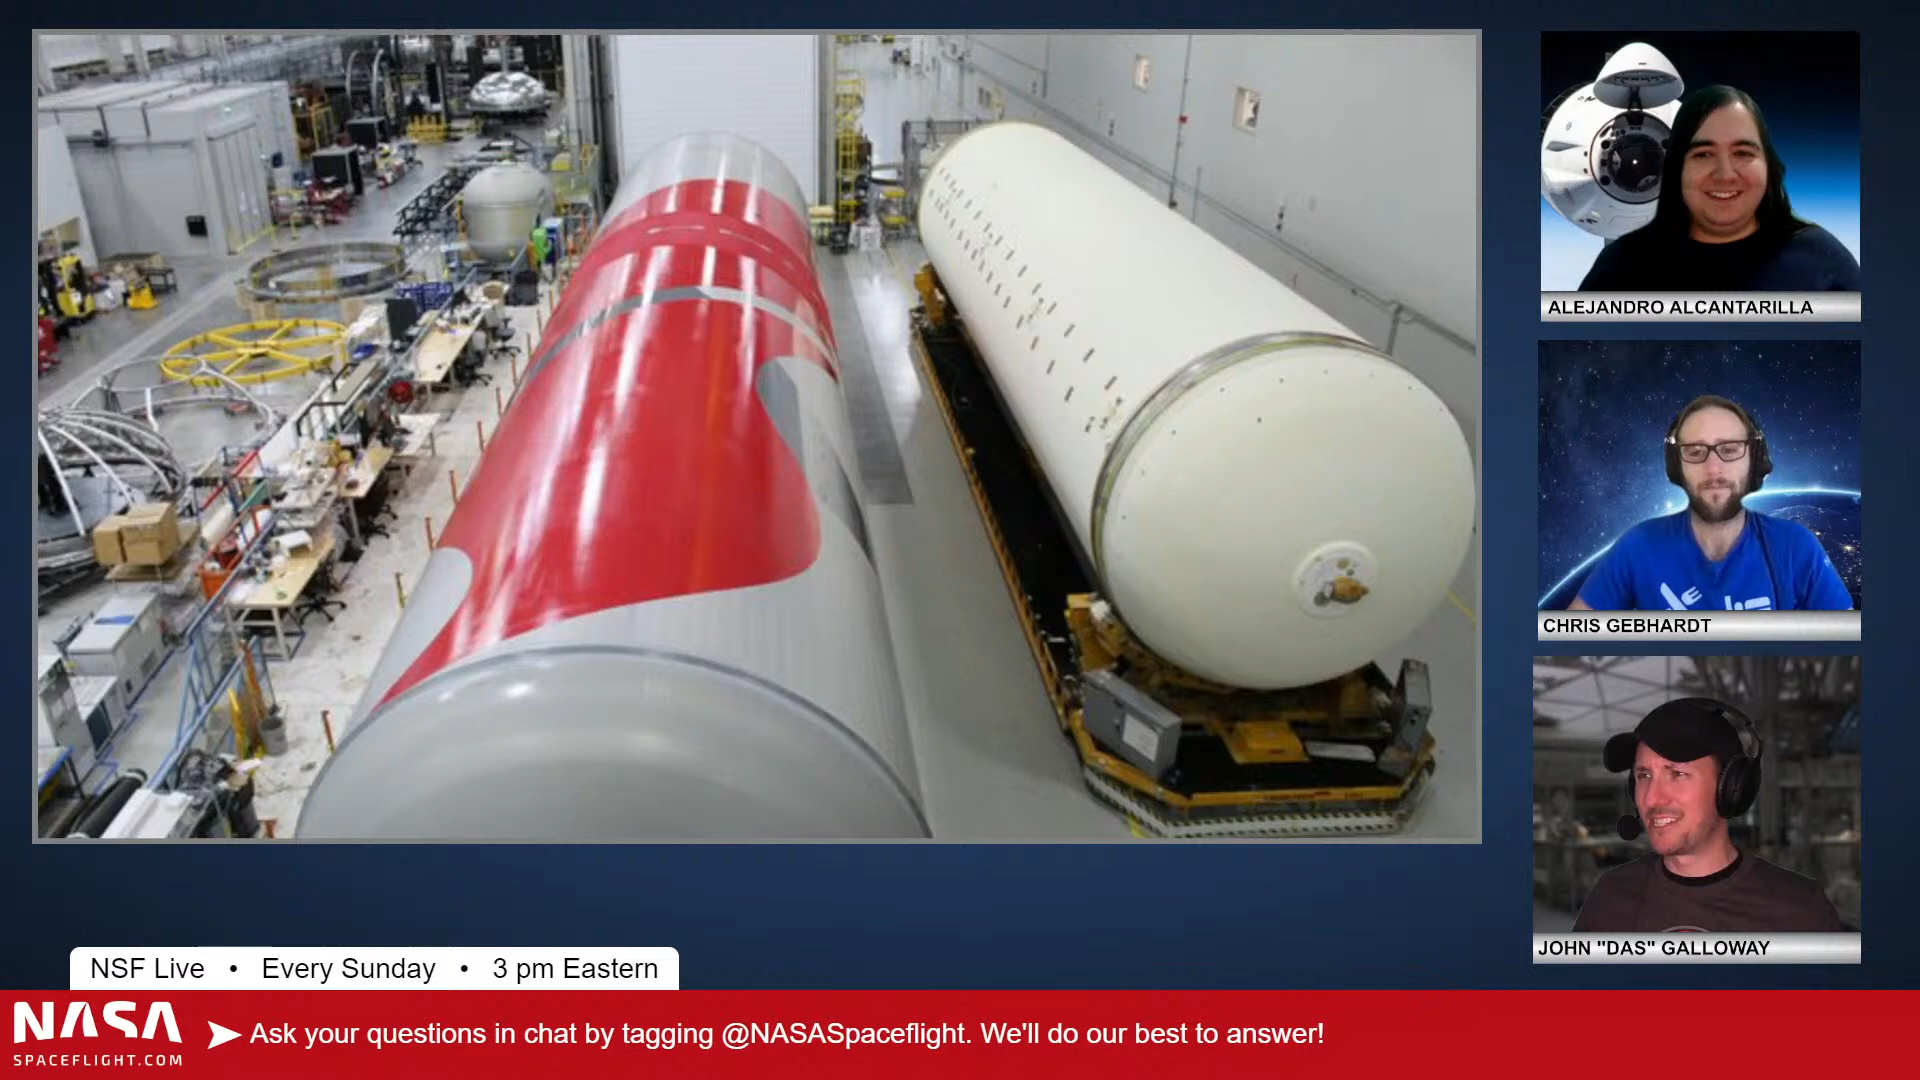 ALEJANDRO ALCANTARILLA
CHRIS GEBHARDT
JOHN "DAS" GALLOWAY
NSF Live • Every Sunday • 3 pm Eastern
NASA
SPACEFLIGHT.COM
Ask your questions in chat by tagging @NASASpaceflight. We'll do our best to answer!